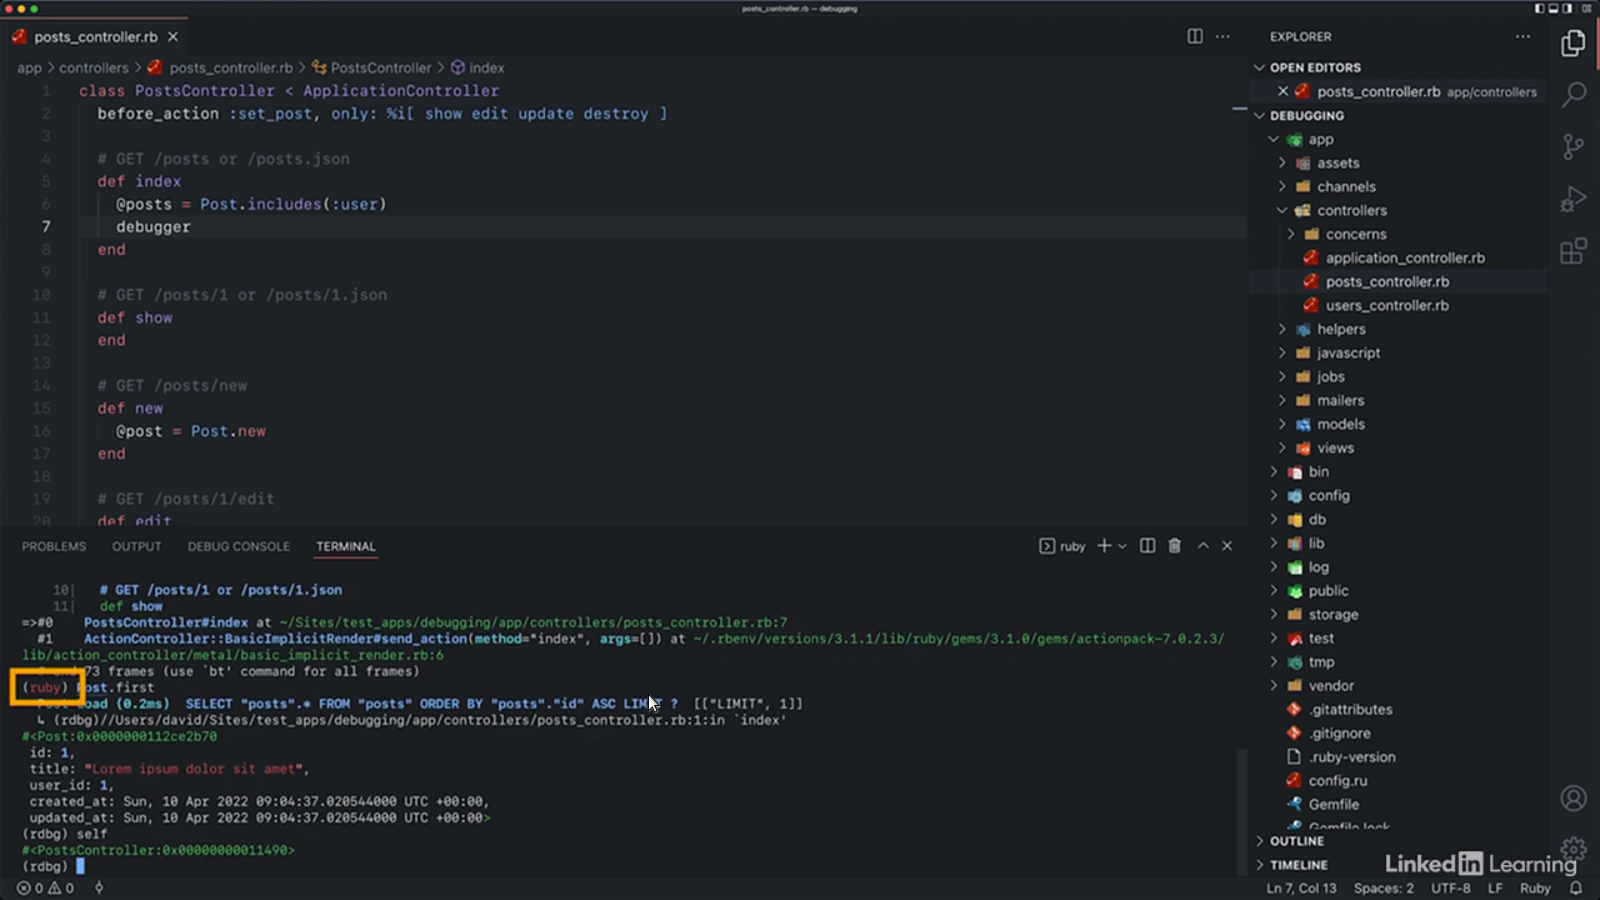 posts_controller.rb — debugging
posts_controller.rb
EXPLORER
app > controllers > posts_controller.rb > PostsController > index
1 class PostsController < ApplicationController
2 before_action :set_post, only: %i[ show edit update destroy ]
3
4 # GET /posts or /posts.json
5 def index
6 @posts = Post.includes(:user)
7 debugger
8 end
9
10 # GET /posts/1 or /posts/1.json
11 def show
12 end
13
14 # GET /posts/new
15 def new
16 @post = Post.new
17 end
18
19 # GET /posts/1/edit
20 def edit
OPEN EDITORS
posts_controller.rb app/controllers
DEBUGGING
app
assets
channels
controllers
concerns
application_controller.rb
posts_controller.rb
users_controller.rb
helpers
javascript
jobs
mailers
models
views
bin
config
db
lib
log
public
storage
test
tmp
vendor
.gitattributes
.gitignore
.ruby-version
config.ru
Gemfile
Gemfile.lock
OUTLINE
TIMELINE
PROBLEMS OUTPUT DEBUG CONSOLE TERMINAL
ruby
10| # GET /posts/1 or /posts/1.json
11| def show
=>#0 PostsController#index at ~/Sites/test_apps/debugging/app/controllers/posts_controller.rb:7
#1 ActionController::BasicImplicitRender#send_action(method="index", args=[]) at ~/.rbenv/versions/3.1.1/lib/ruby/gems/3.1.0/gems/actionpack-7.0.2.3/
lib/action_controller/metal/basic_implicit_render.rb:6
73 frames (use `bt' command for all frames)
(ruby) Post.first
Load (0.2ms) SELECT "posts".* FROM "posts" ORDER BY "posts"."id" ASC LIMIT ? [["LIMIT", 1]]
↳ (rdbg)//Users/david/Sites/test_apps/debugging/app/controllers/posts_controller.rb:1:in `index'
#<Post:0x0000000112ce2b70
id: 1,
title: "Lorem ipsum dolor sit amet",
user_id: 1,
created_at: Sun, 10 Apr 2022 09:04:37.020544000 UTC +00:00,
updated_at: Sun, 10 Apr 2022 09:04:37.020544000 UTC +00:00>
(rdbg) self
#<PostsController:0x00000000011490>
(rdbg)
LinkedIn Learning
0 0
Ln 7, Col 13 Spaces: 2 UTF-8 LF Ruby